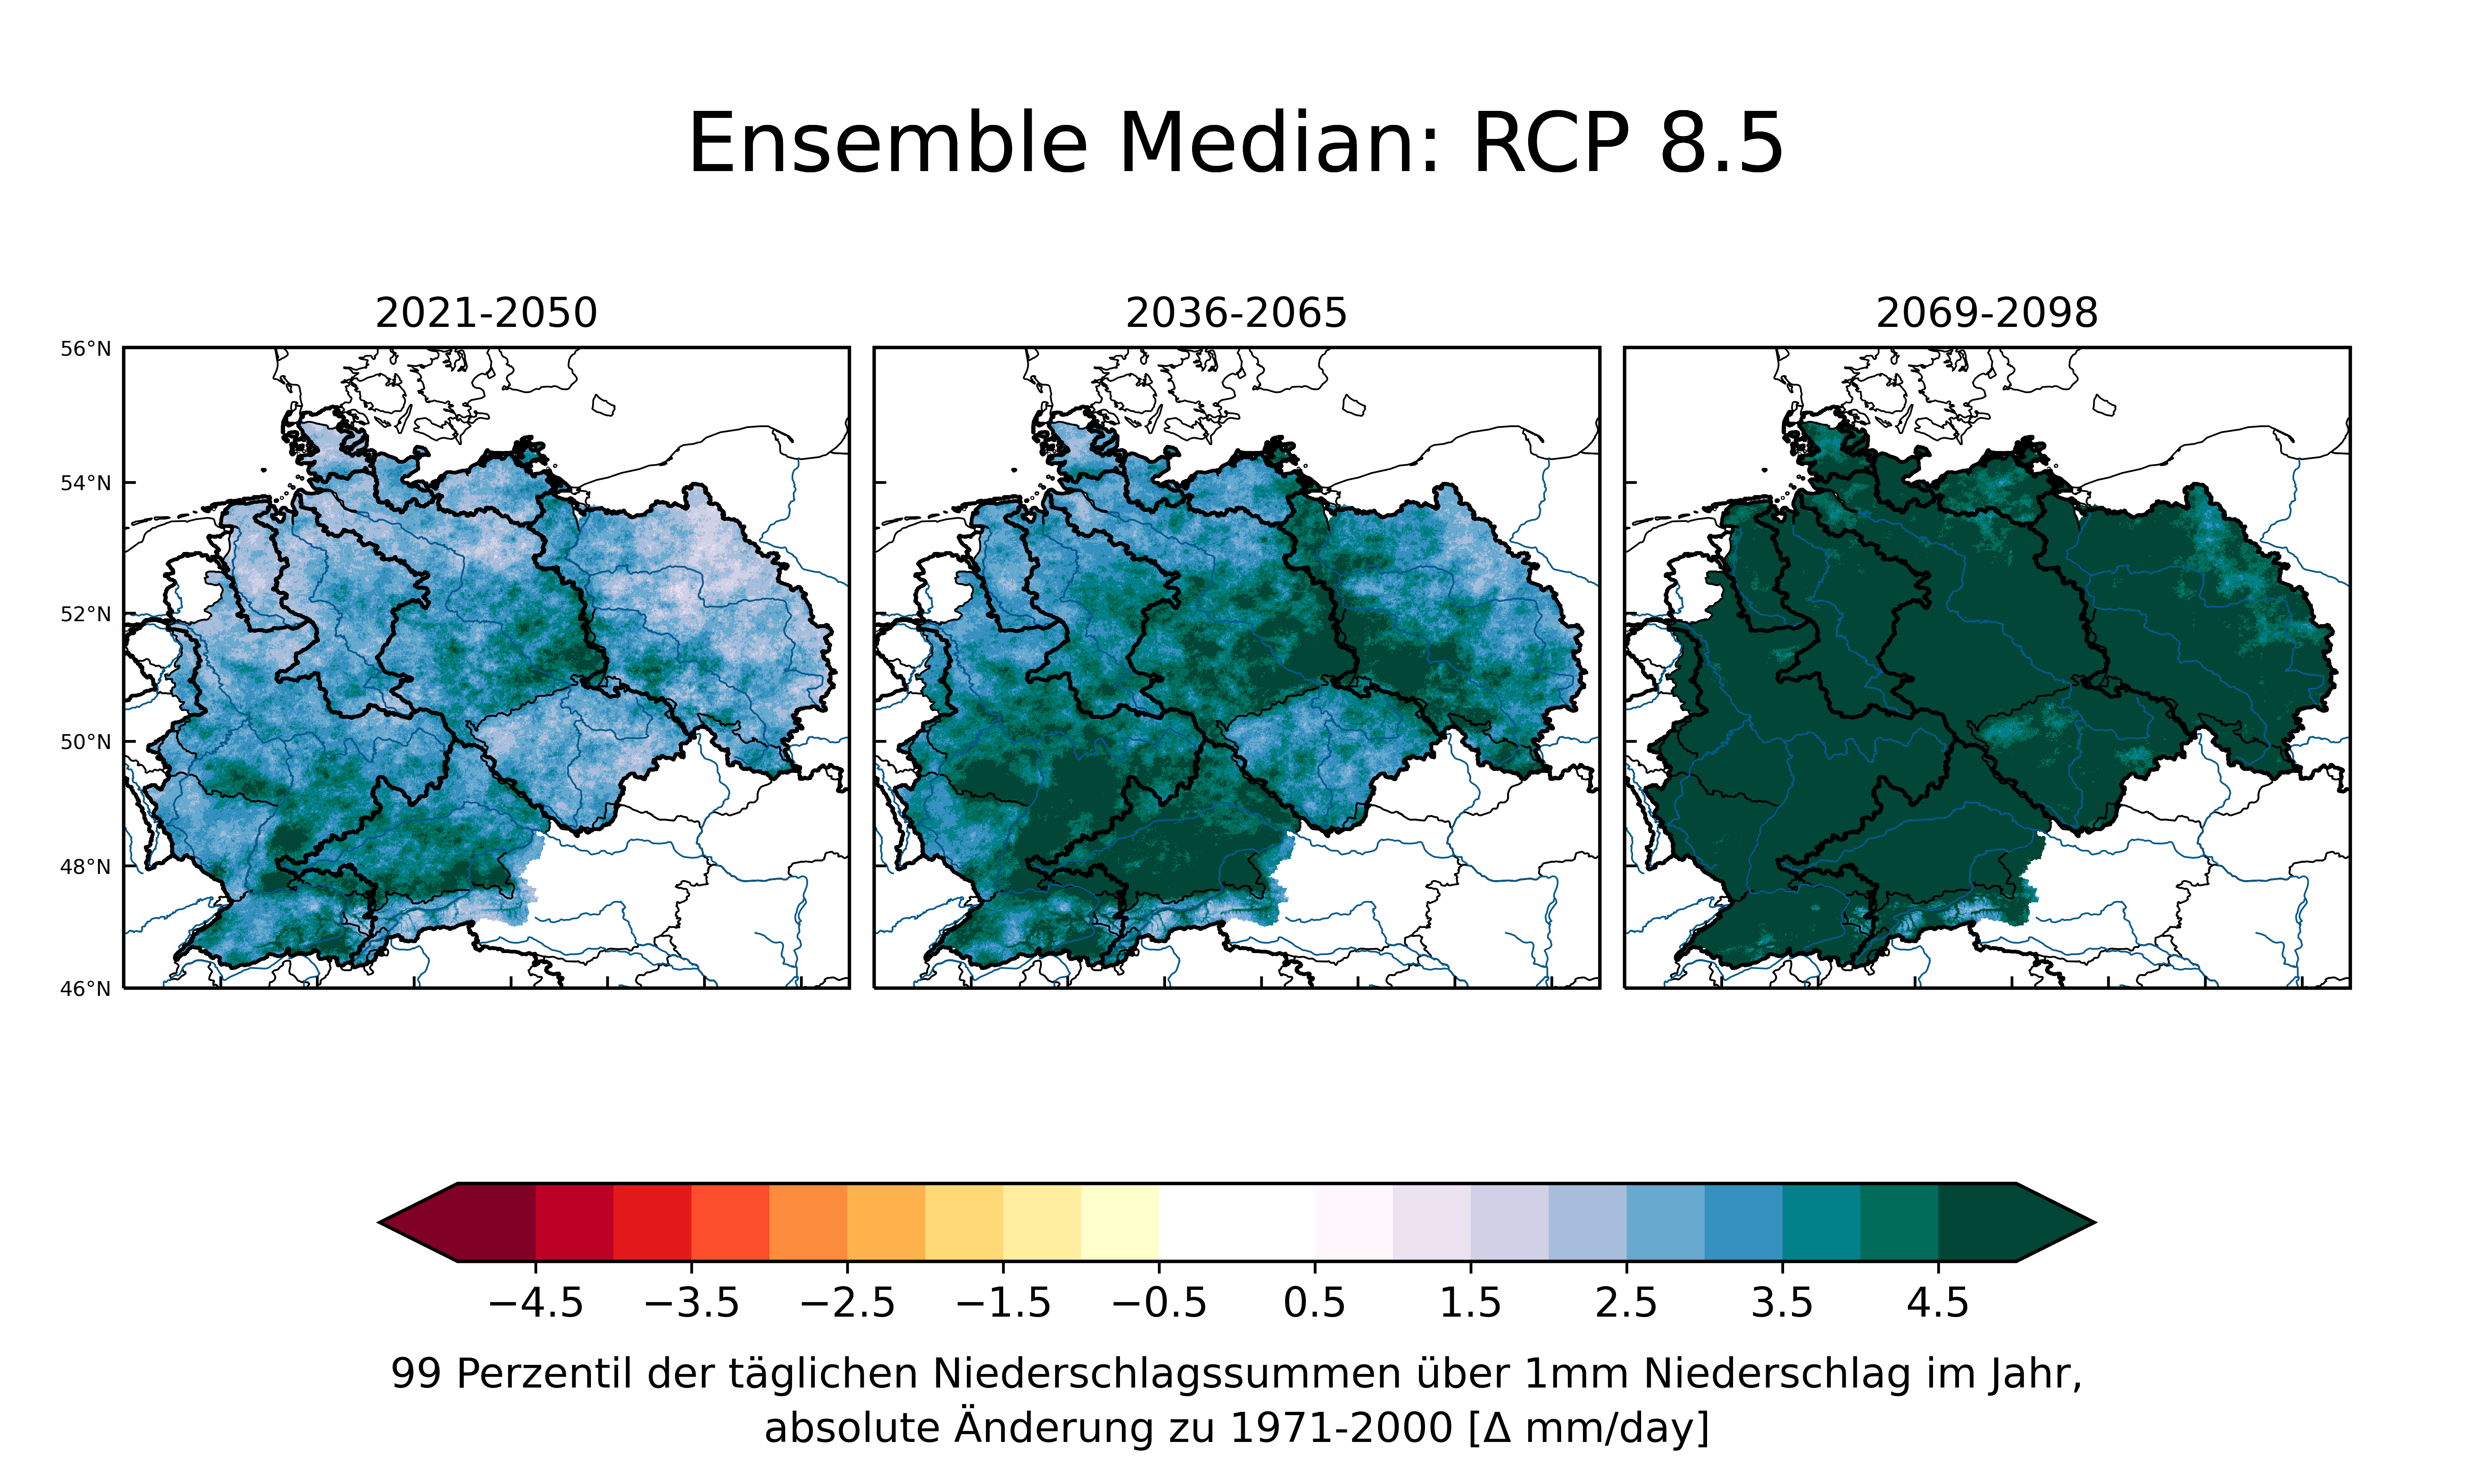 Ensemble Median: RCP 8.5
2021-2050
2036-2065
2069-2098
56°N
54°N
52°N
50°N
48°N
46°N
−4.5 −3.5 −2.5 −1.5 −0.5 0.5 1.5 2.5 3.5 4.5
99 Perzentil der täglichen Niederschlagssummen über 1mm Niederschlag im Jahr,
absolute Änderung zu 1971-2000 [Δ mm/day]